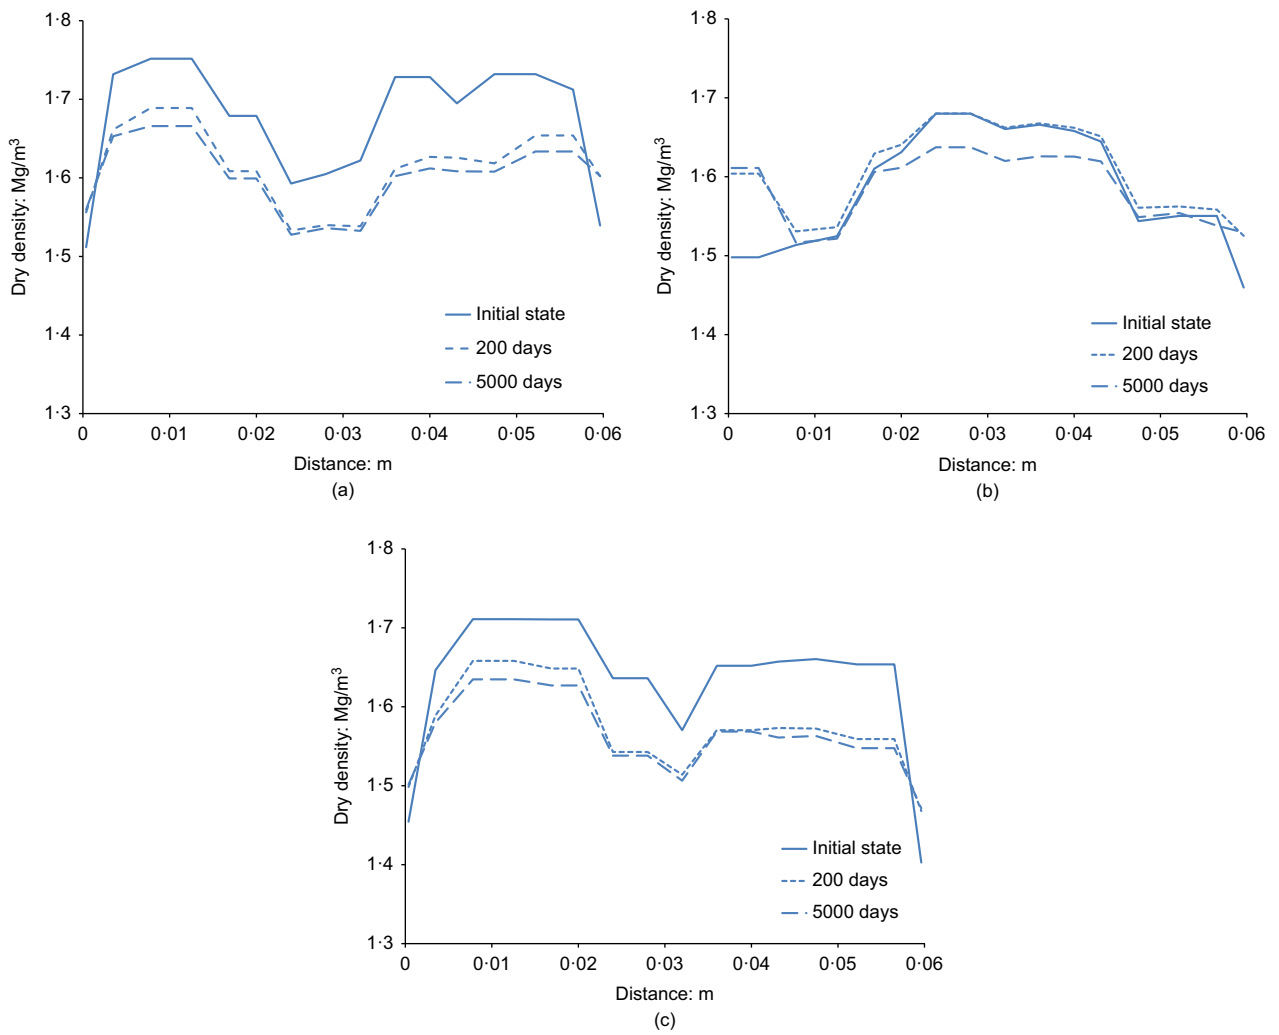 1·8
1·7
1·6
1·5
1·4
1·3
Dry density: Mg/m³
Initial state
200 days
5000 days
0 0·01 0·02 0·03 0·04 0·05 0·06
Distance: m
(a)
1·8
1·7
1·6
1·5
1·4
1·3
Dry density: Mg/m³
Initial state
200 days
5000 days
0 0·01 0·02 0·03 0·04 0·05 0·06
Distance: m
(b)
1·8
1·7
1·6
1·5
1·4
1·3
Dry density: Mg/m³
Initial state
200 days
5000 days
0 0·01 0·02 0·03 0·04 0·05 0·06
Distance: m
(c)